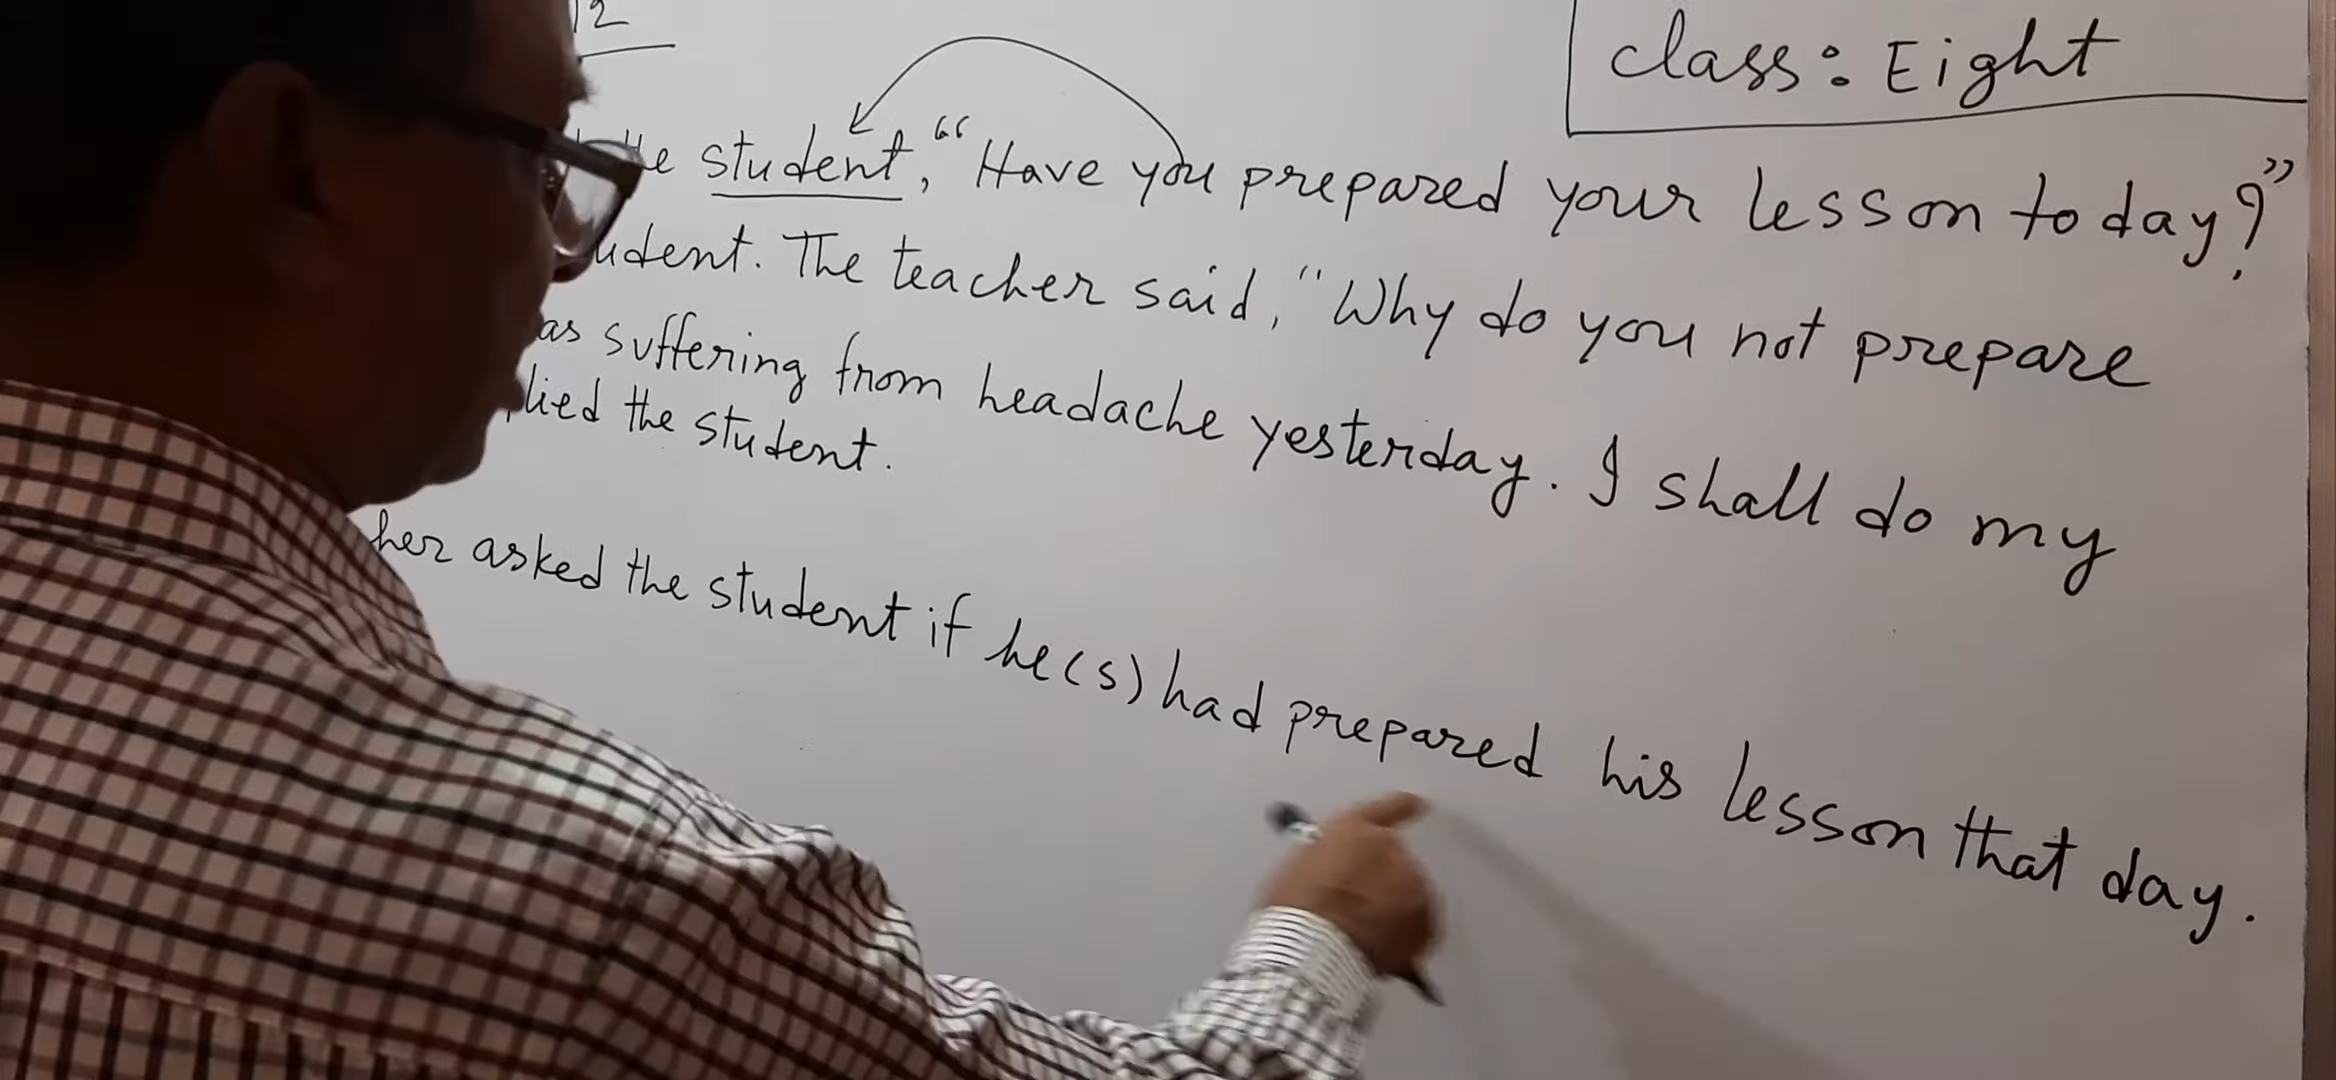 12
class: Eight
the student, “Have you prepared your lesson today?”
udent. The teacher said, “Why do you not prepare
as suffering from headache yesterday. I shall do my
lied the student.
her asked the student if he(s) had prepared his lesson that day.